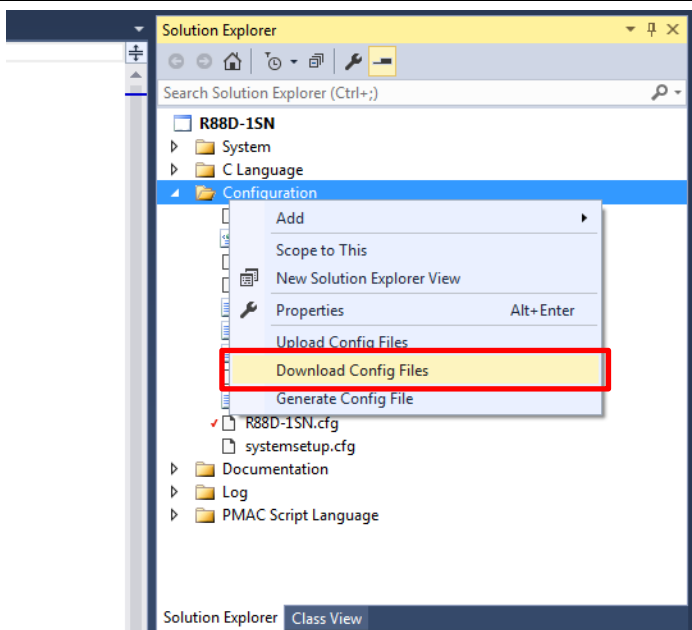 Solution Explorer
Search Solution Explorer (Ctrl+;)
R88D-1SN
System
C Language
Configuration
Add
Scope to This
New Solution Explorer View
Properties Alt+Enter
Upload Config Files
Download Config Files
Generate Config File
R88D-1SN.cfg
systemsetup.cfg
Documentation
Log
PMAC Script Language
Solution Explorer Class View